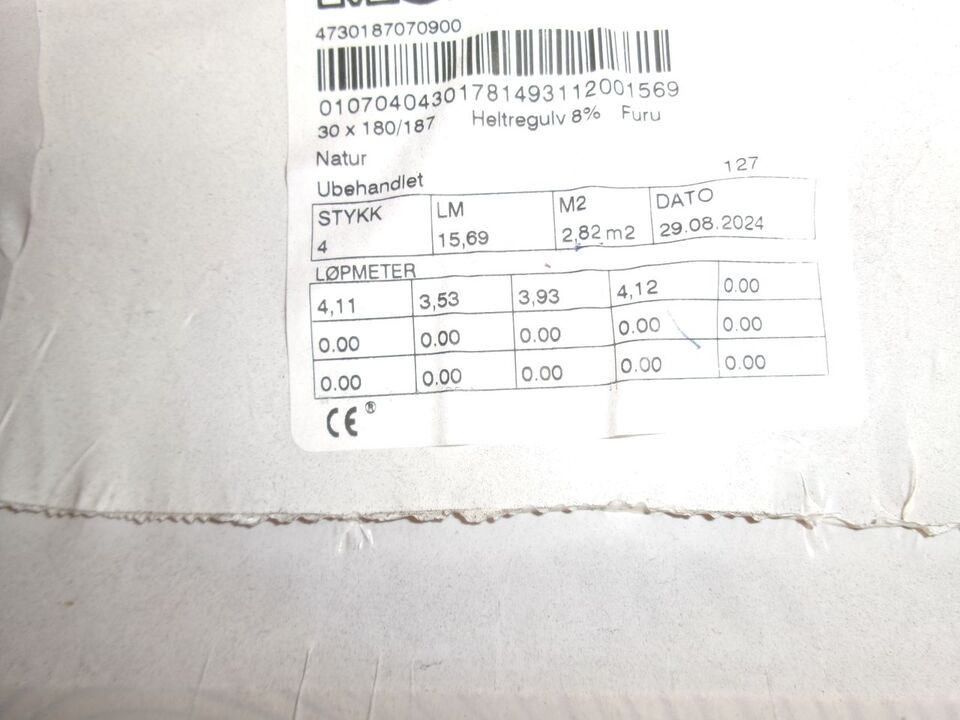 4730187070900
01070404301781493112001569
30 x 180/187 Heltregulv 8% Furu
Natur
Ubehandlet 127
STYKK LM M2 DATO
4 15,69 2,82 m2 29.08.2024
LØPMETER
4,11 3,53 3,93 4,12 0.00
0.00 0.00 0.00 0.00 0.00
0.00 0.00 0.00 0.00 0.00
CE®